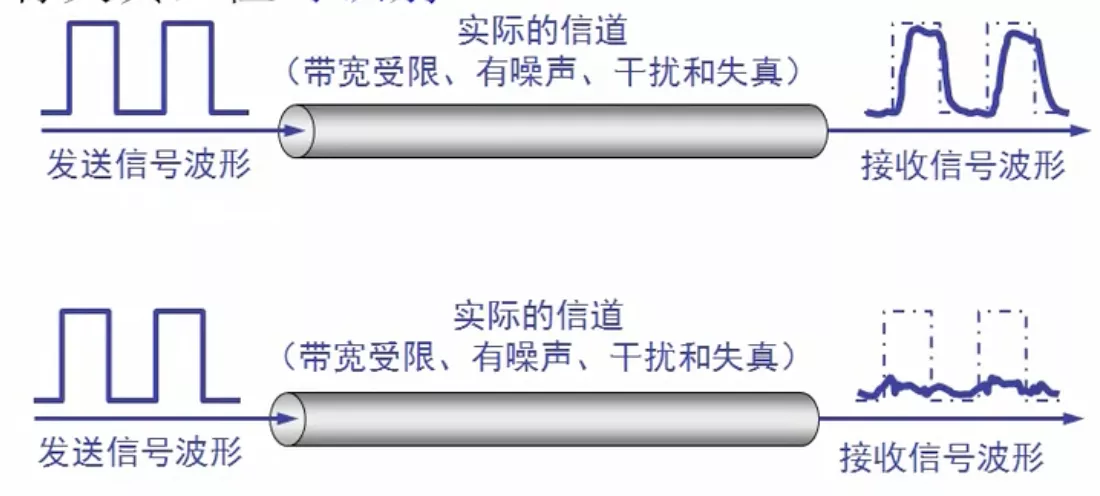 实际的信道
（带宽受限、有噪声、干扰和失真）
发送信号波形
接收信号波形
实际的信道
（带宽受限、有噪声、干扰和失真）
发送信号波形
接收信号波形